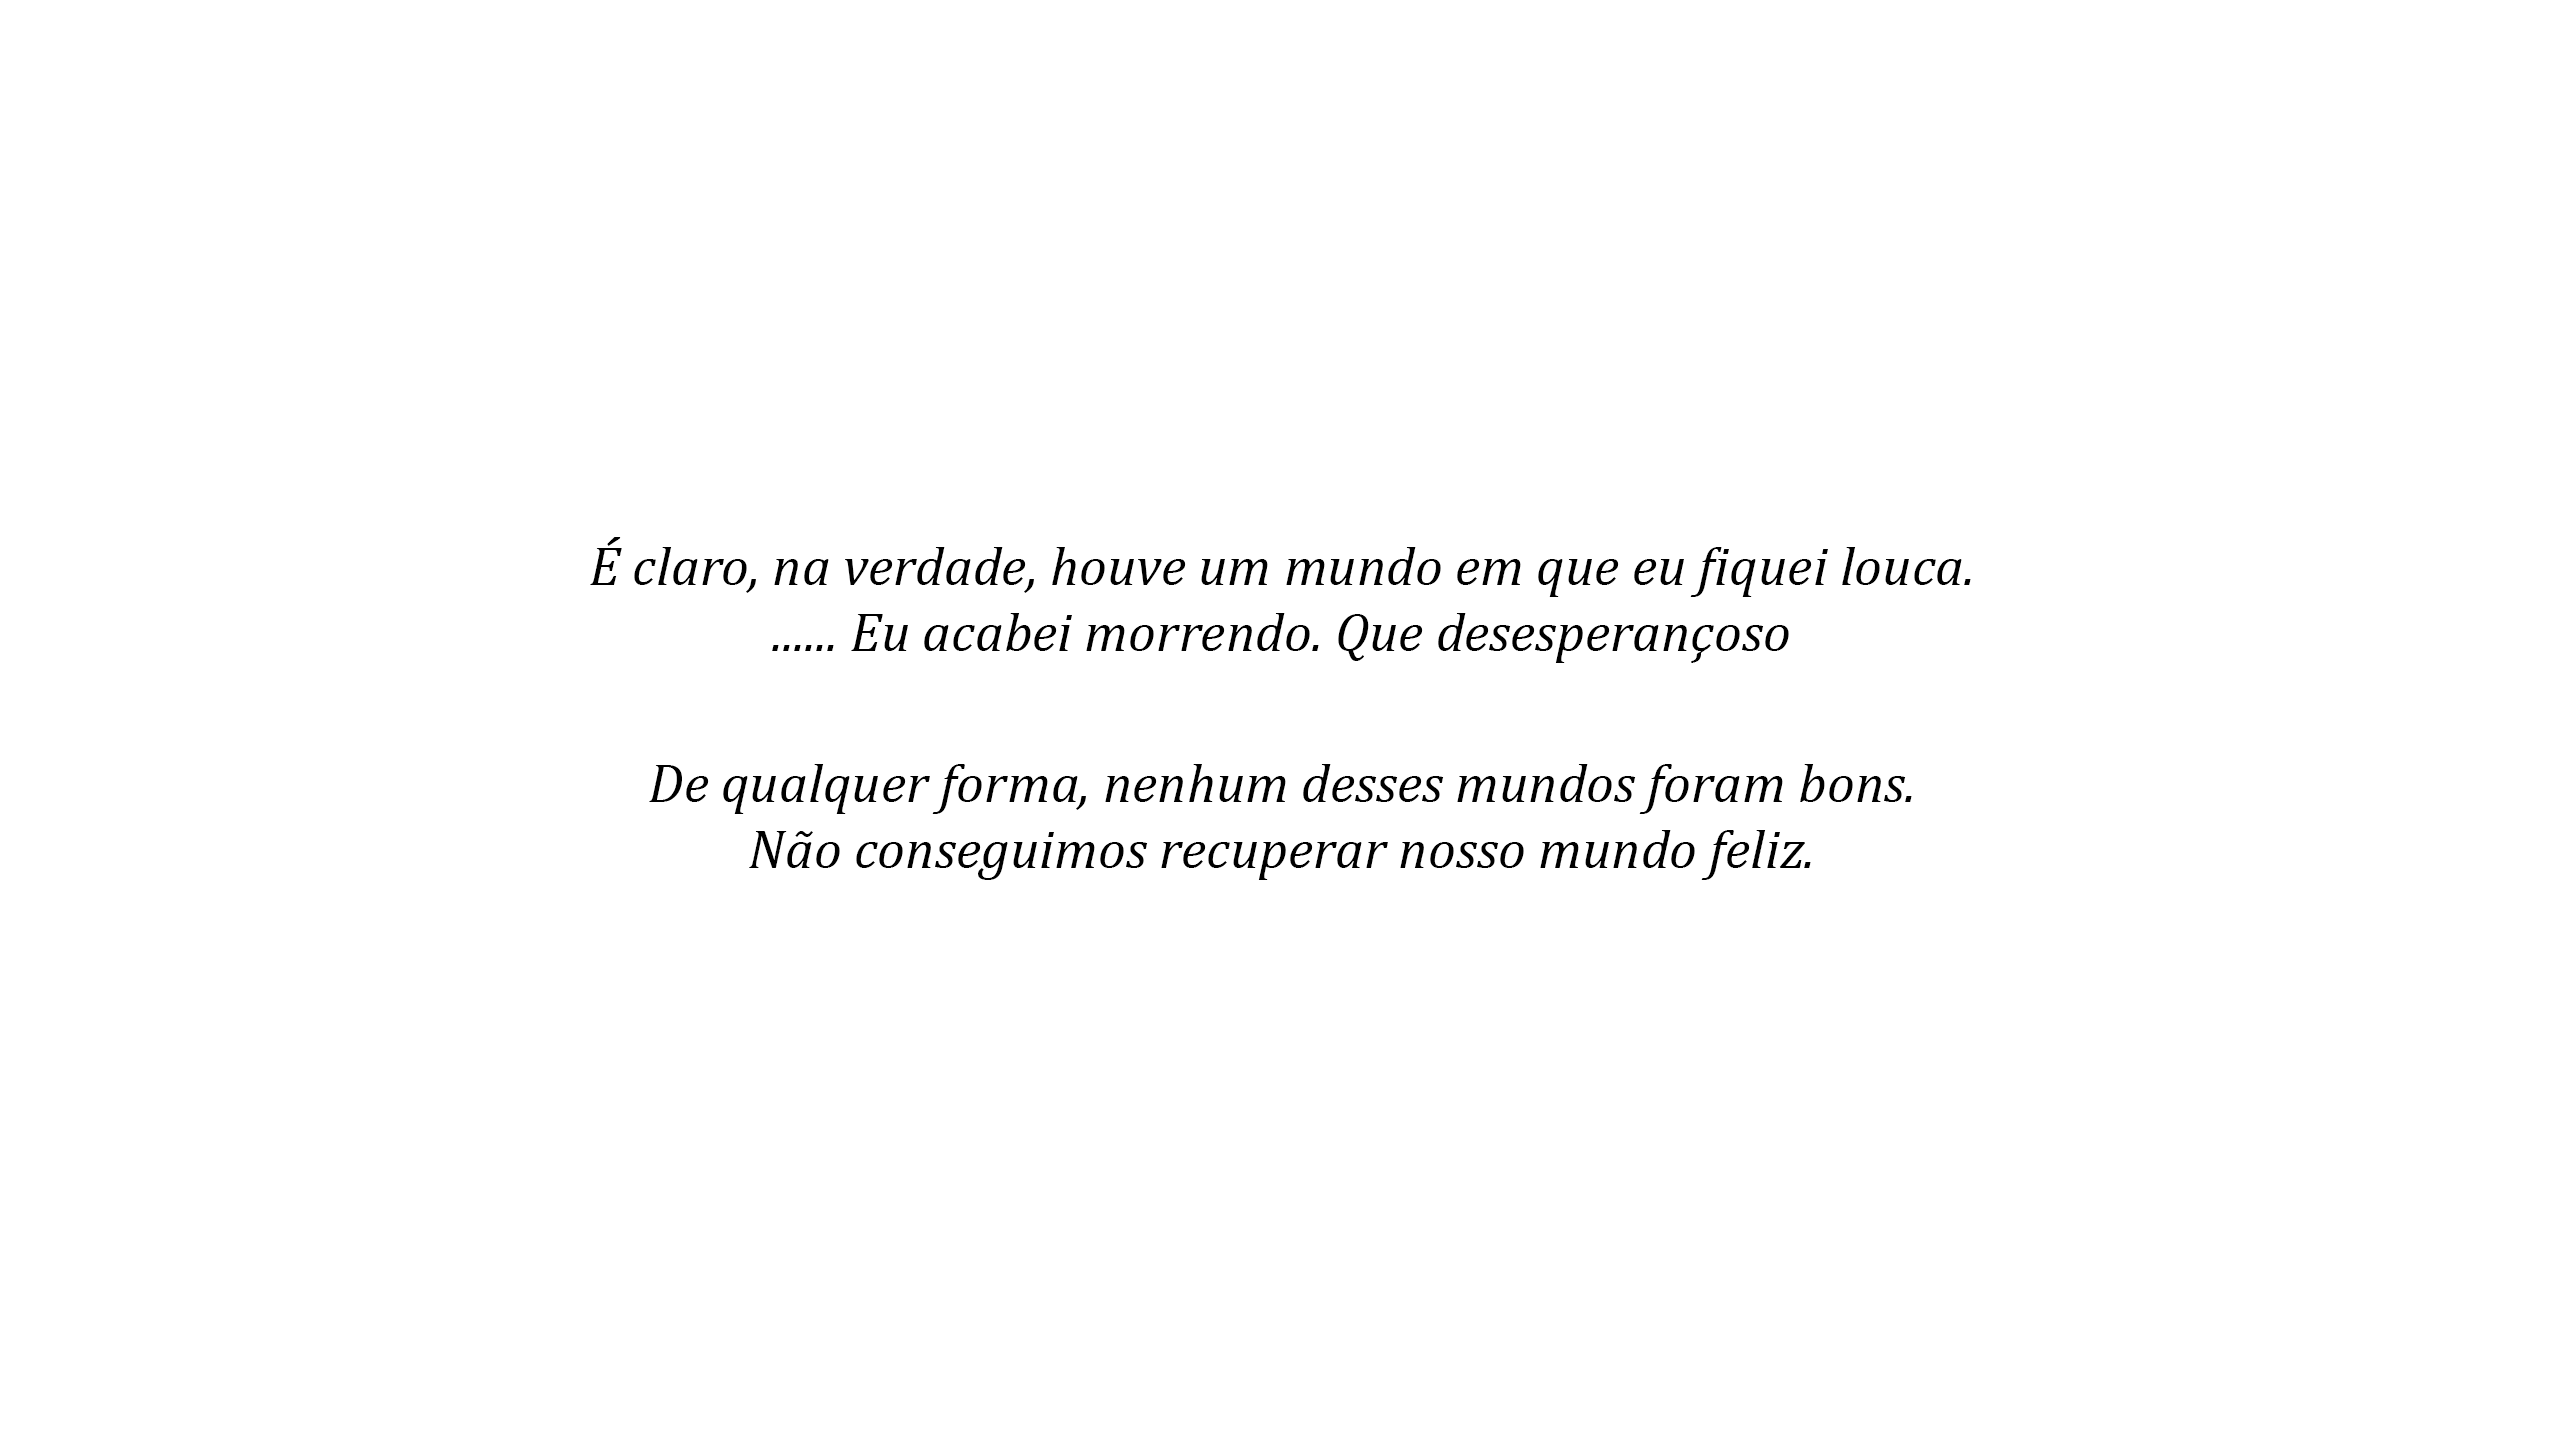 É claro, na verdade, houve um mundo em que eu fiquei louca.
...... Eu acabei morrendo. Que desesperançoso
De qualquer forma, nenhum desses mundos foram bons.
Não conseguimos recuperar nosso mundo feliz.